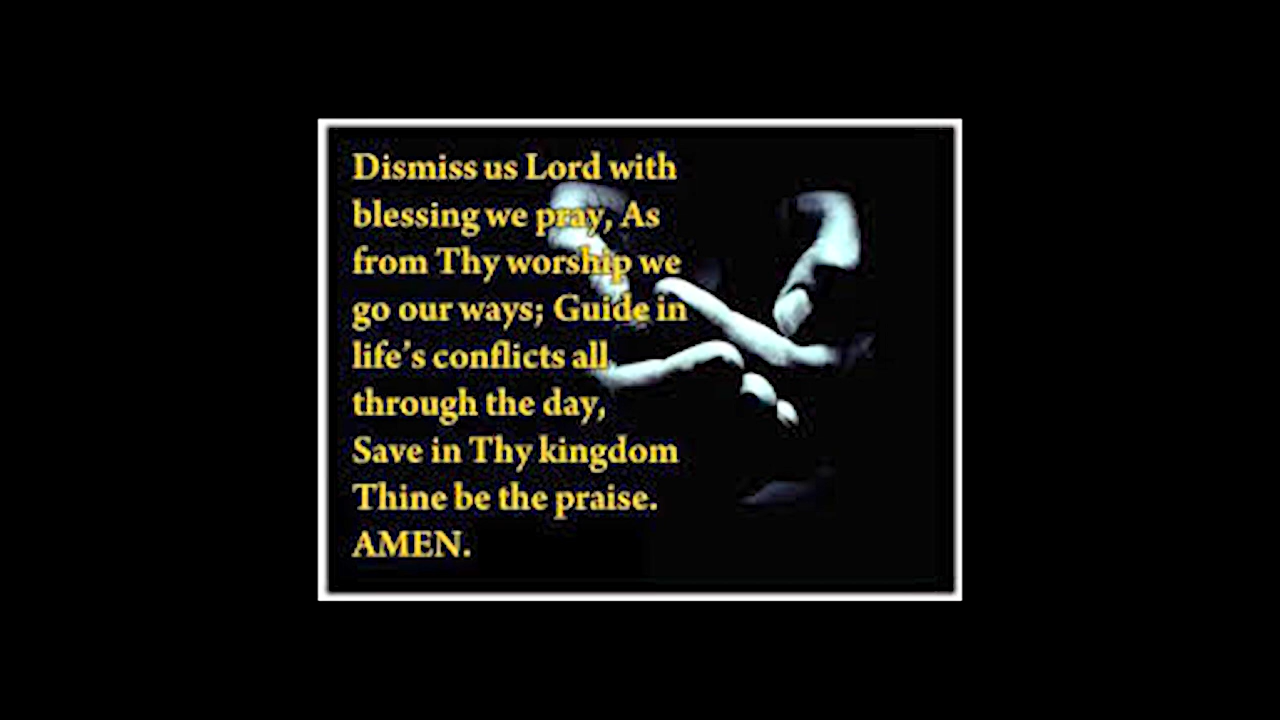 Dismiss us Lord with
blessing we pray, As
from Thy worship we
go our ways; Guide in
life's conflicts all
through the day,
Save in Thy kingdom
Thine be the praise.
AMEN.